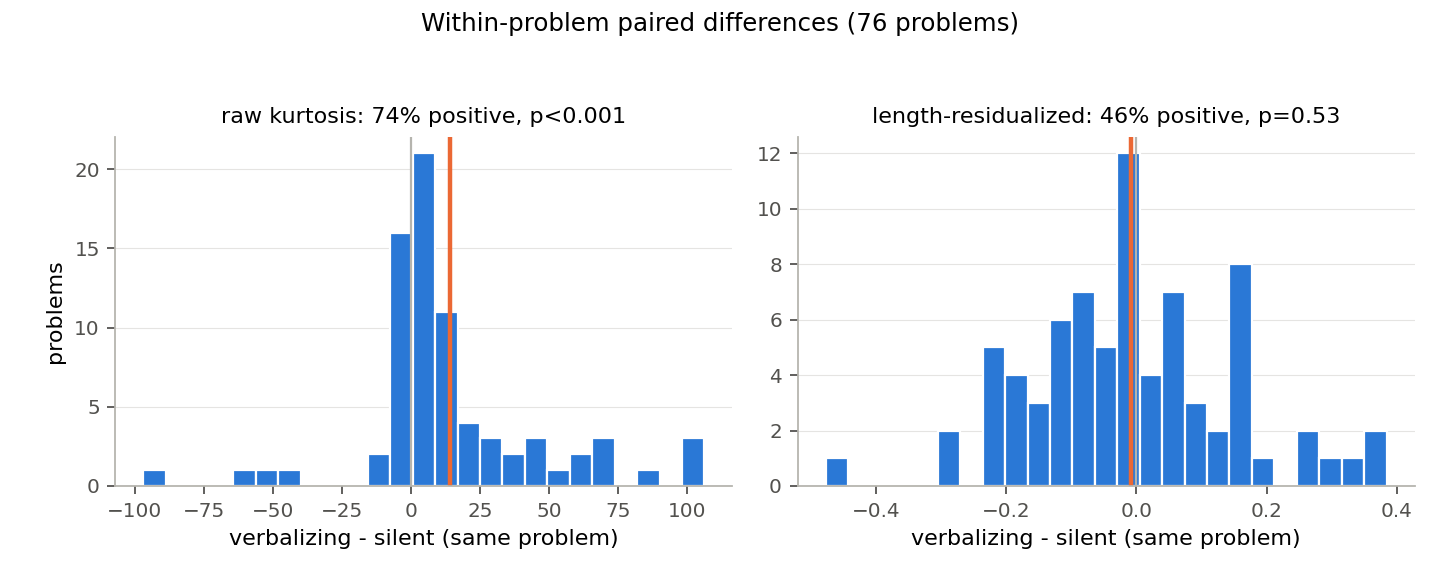 Within-problem paired differences (76 problems)
raw kurtosis: 74% positive, p<0.001
problems
20
15
10
5
0
−100 −75 −50 −25 0 25 50 75 100
verbalizing - silent (same problem)
length-residualized: 46% positive, p=0.53
12
10
8
6
4
2
0
−0.4 −0.2 0.0 0.2 0.4
verbalizing - silent (same problem)